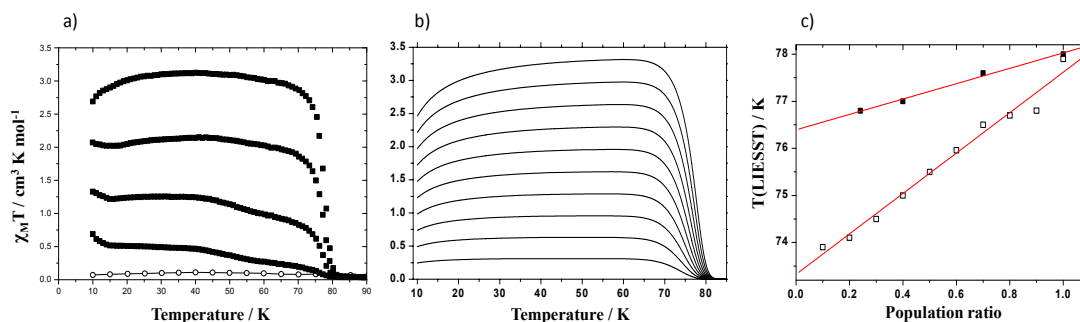 a)
b)
c)
χMT / cm³ K mol⁻¹
3.5
3.0
2.5
2.0
1.5
1.0
0.5
0.0
0 10 20 30 40 50 60 70 80 90
Temperature / K
3.5
3.0
2.5
2.0
1.5
1.0
0.5
0.0
10 20 30 40 50 60 70 80
Temperature / K
T(LIESST) / K
78
77
76
75
74
0.0 0.2 0.4 0.6 0.8 1.0
Population ratio